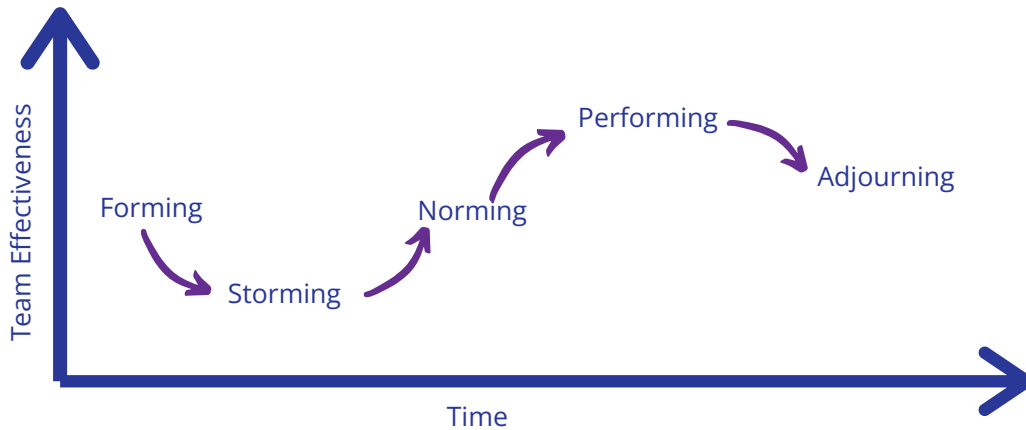 Team Effectiveness
Forming
Storming
Norming
Performing
Adjourning
Time